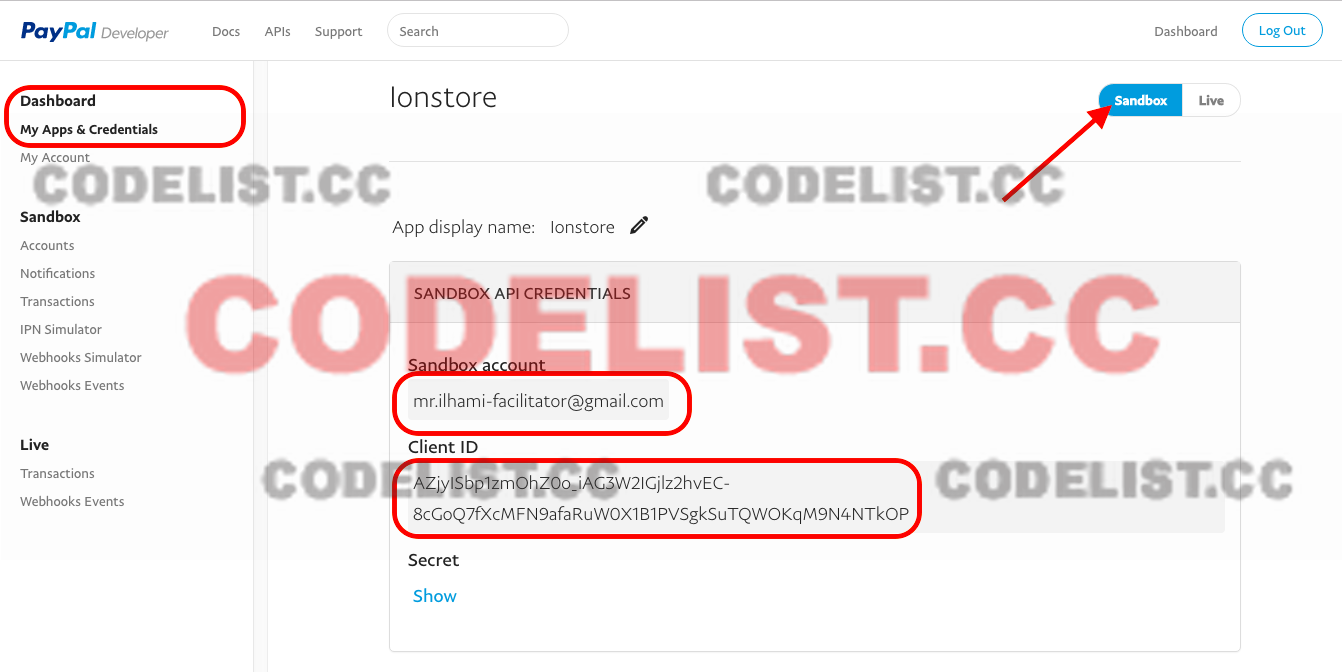 PayPal Developer Docs APIs Support Search Dashboard Log Out
Dashboard
My Apps & Credentials
My Account
Sandbox
Accounts
Notifications
Transactions
IPN Simulator
Webhooks Simulator
Webhooks Events
Live
Transactions
Webhooks Events
Ionstore
Sandbox Live
CODELIST.CC CODELIST.CC
App display name: Ionstore
SANDBOX API CREDENTIALS
CODELIST.CC
Sandbox account
mr.ilhami-facilitator@gmail.com
Client ID
CODELIST.CC CODELIST.CC
AZjyISbp1zmOhZ0o_iAG3W2IGjlz2hvEC-
8cGoQ7fXcMFN9afaRuW0X1B1PVSgkSuTQWOKqM9N4NTkOP
Secret
Show